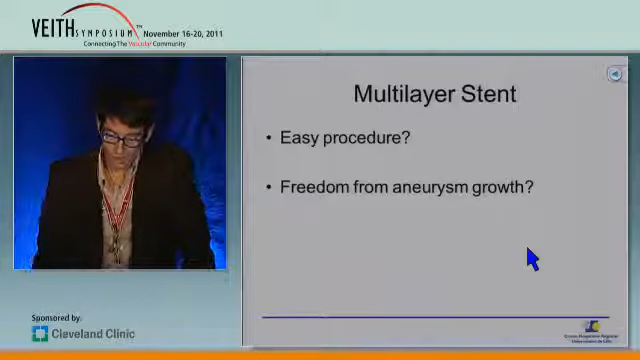 VEITHSYMPOSIUM™
November 16-20, 2011
Connecting The Vascular Community
Multilayer Stent
• Easy procedure?
• Freedom from aneurysm growth?
Sponsored by:
Cleveland Clinic